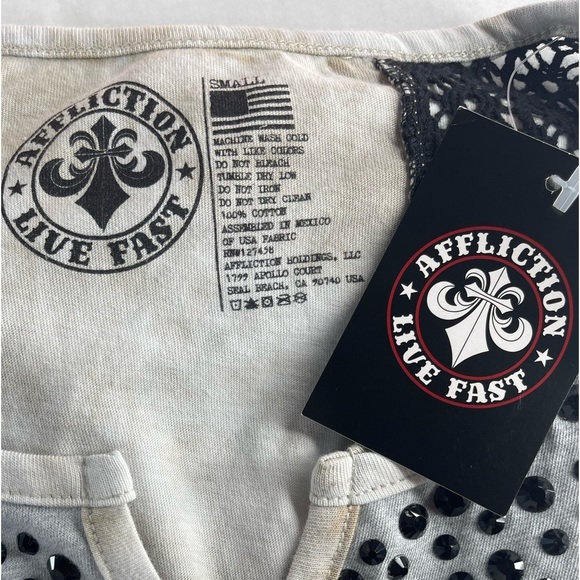 AFFLICTION
LIVE FAST
SMALL
MACHINE WASH COLD
WITH LIKE COLORS
DO NOT BLEACH
TUMBLE DRY LOW
DO NOT IRON
DO NOT DRY CLEAN
100% COTTON
ASSEMBLED IN MEXICO
OF USA FABRIC
RN#127458
AFFLICTION HOLDINGS, LLC
1799 APOLLO COURT
SEAL BEACH, CA 90740 USA
AFFLICTION
LIVE FAST